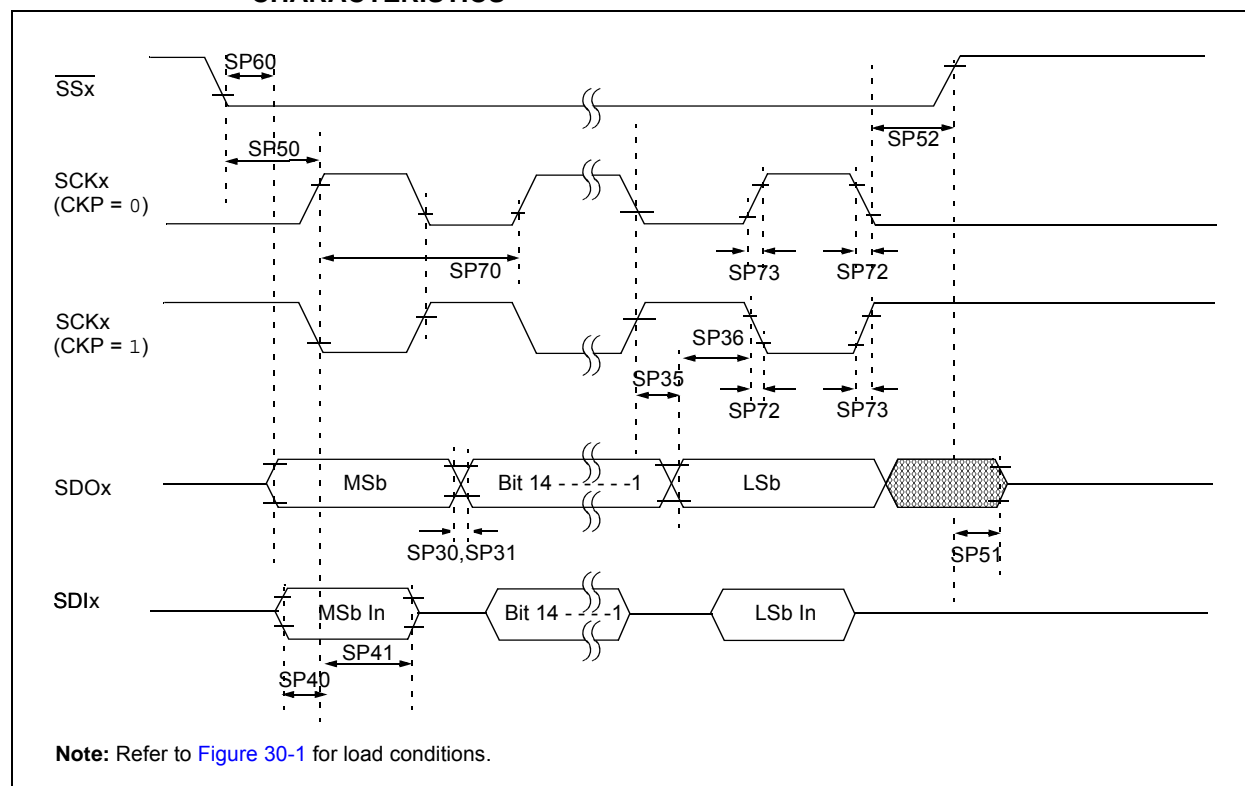 CHARACTERISTICS
SP60
SSx
SP52
SP50
SCKx
(CKP = 0)
SP73
SP72
SP70
SCKx
(CKP = 1)
SP36
SP35
SP72
SP73
SDOx
MSb
Bit 14 - - - - - -1
LSb
SP30,SP31
SP51
SDIx
MSb In
Bit 14 - - - -1
LSb In
SP41
SP40
Note: Refer to Figure 30-1 for load conditions.